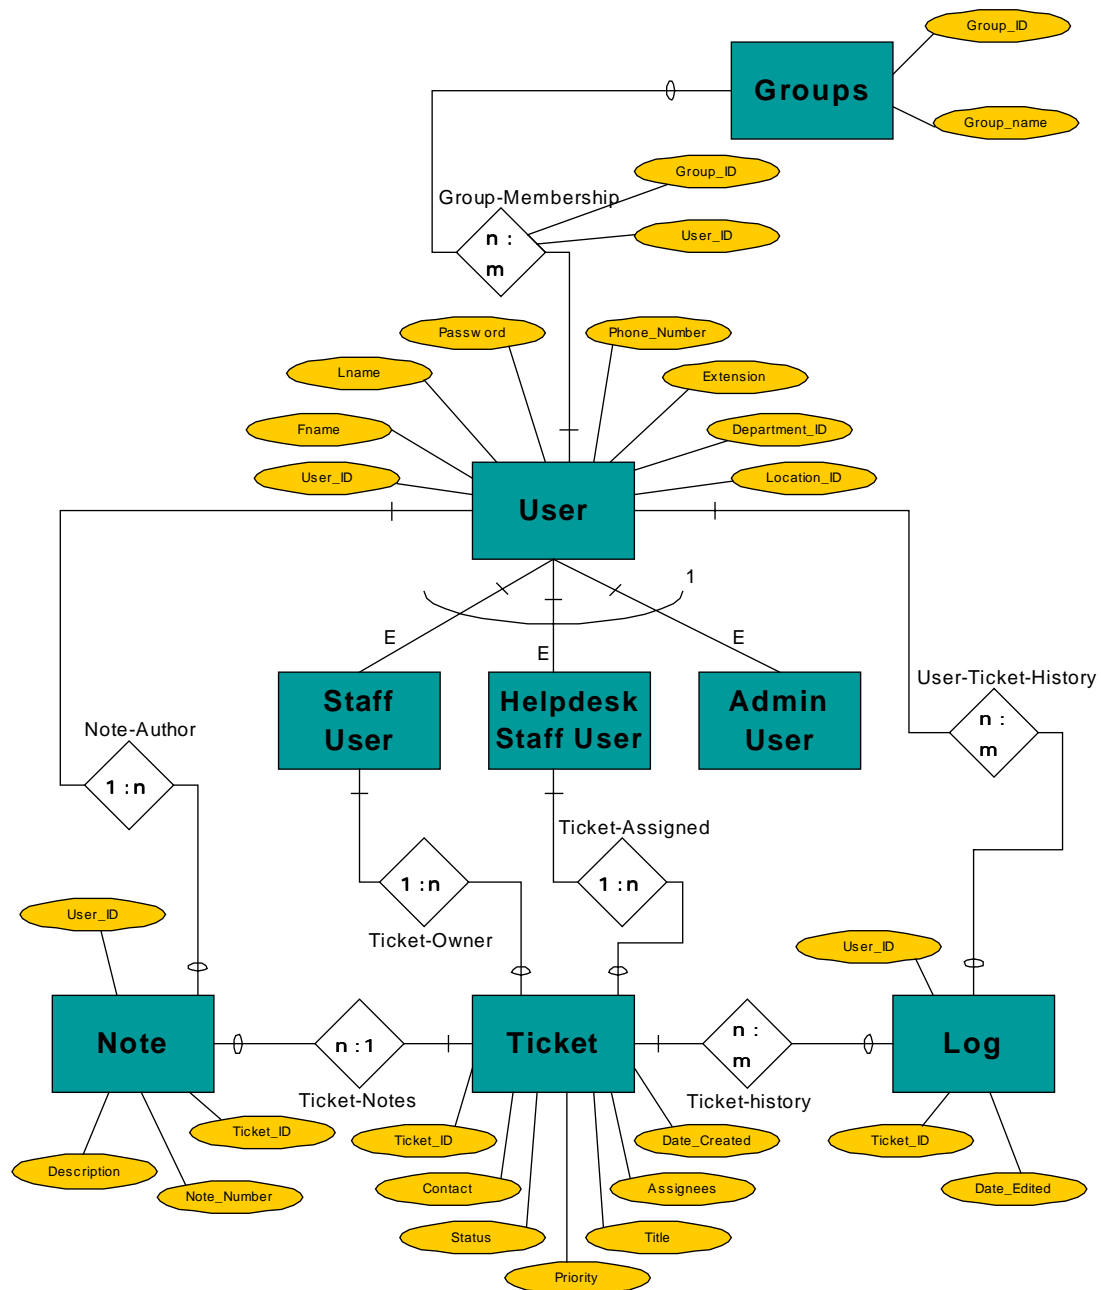 Group_ID
Groups
Group_name
Group_ID
Group-Membership
User_ID
n :
m
Password
Phone_Number
Lname
Extension
Fname
Department_ID
User_ID
Location_ID
User
1
E
E
E
Staff
User
Helpdesk
Staff User
Admin
User
User-Ticket-History
n :
m
Note-Author
1 : n
Ticket-Assigned
1 : n
1 : n
Ticket-Owner
User_ID
User_ID
Note
n : 1
Ticket-Notes
Ticket
n :
m
Ticket-history
Log
Ticket_ID
Ticket_ID
Date_Created
Ticket_ID
Description
Note_Number
Contact
Assignees
Date_Edited
Status
Title
Priority